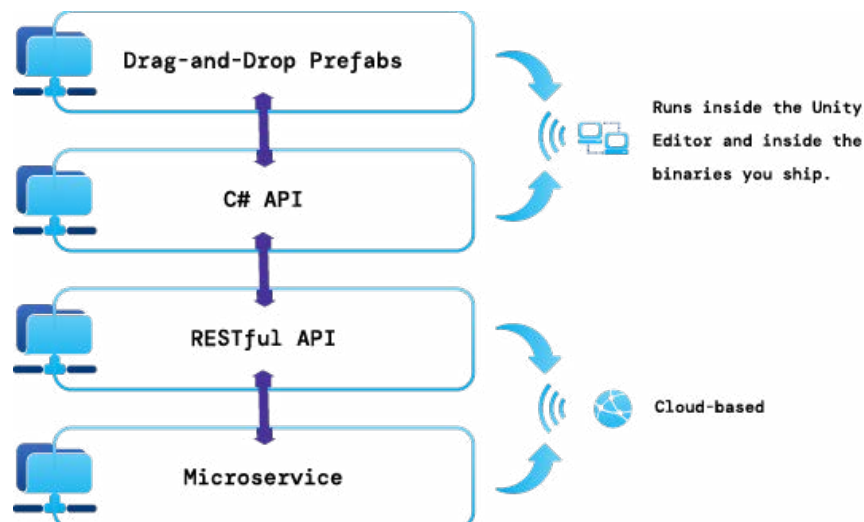 Drag-and-Drop Prefabs
Runs inside the Unity
Editor and inside the
binaries you ship.
C# API
RESTful API
Cloud-based
Microservice